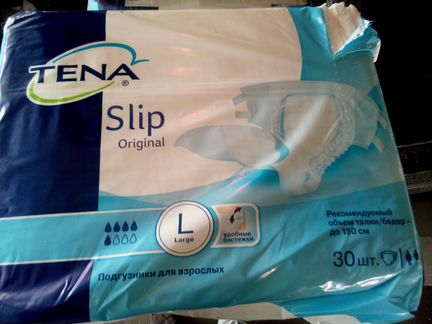 TENA
®
Slip
Original
L
Large
удобные
застежки
Рекомендуемый
объем талии/бедер -
до 150 см
Подгузники для взрослых
30 шт.